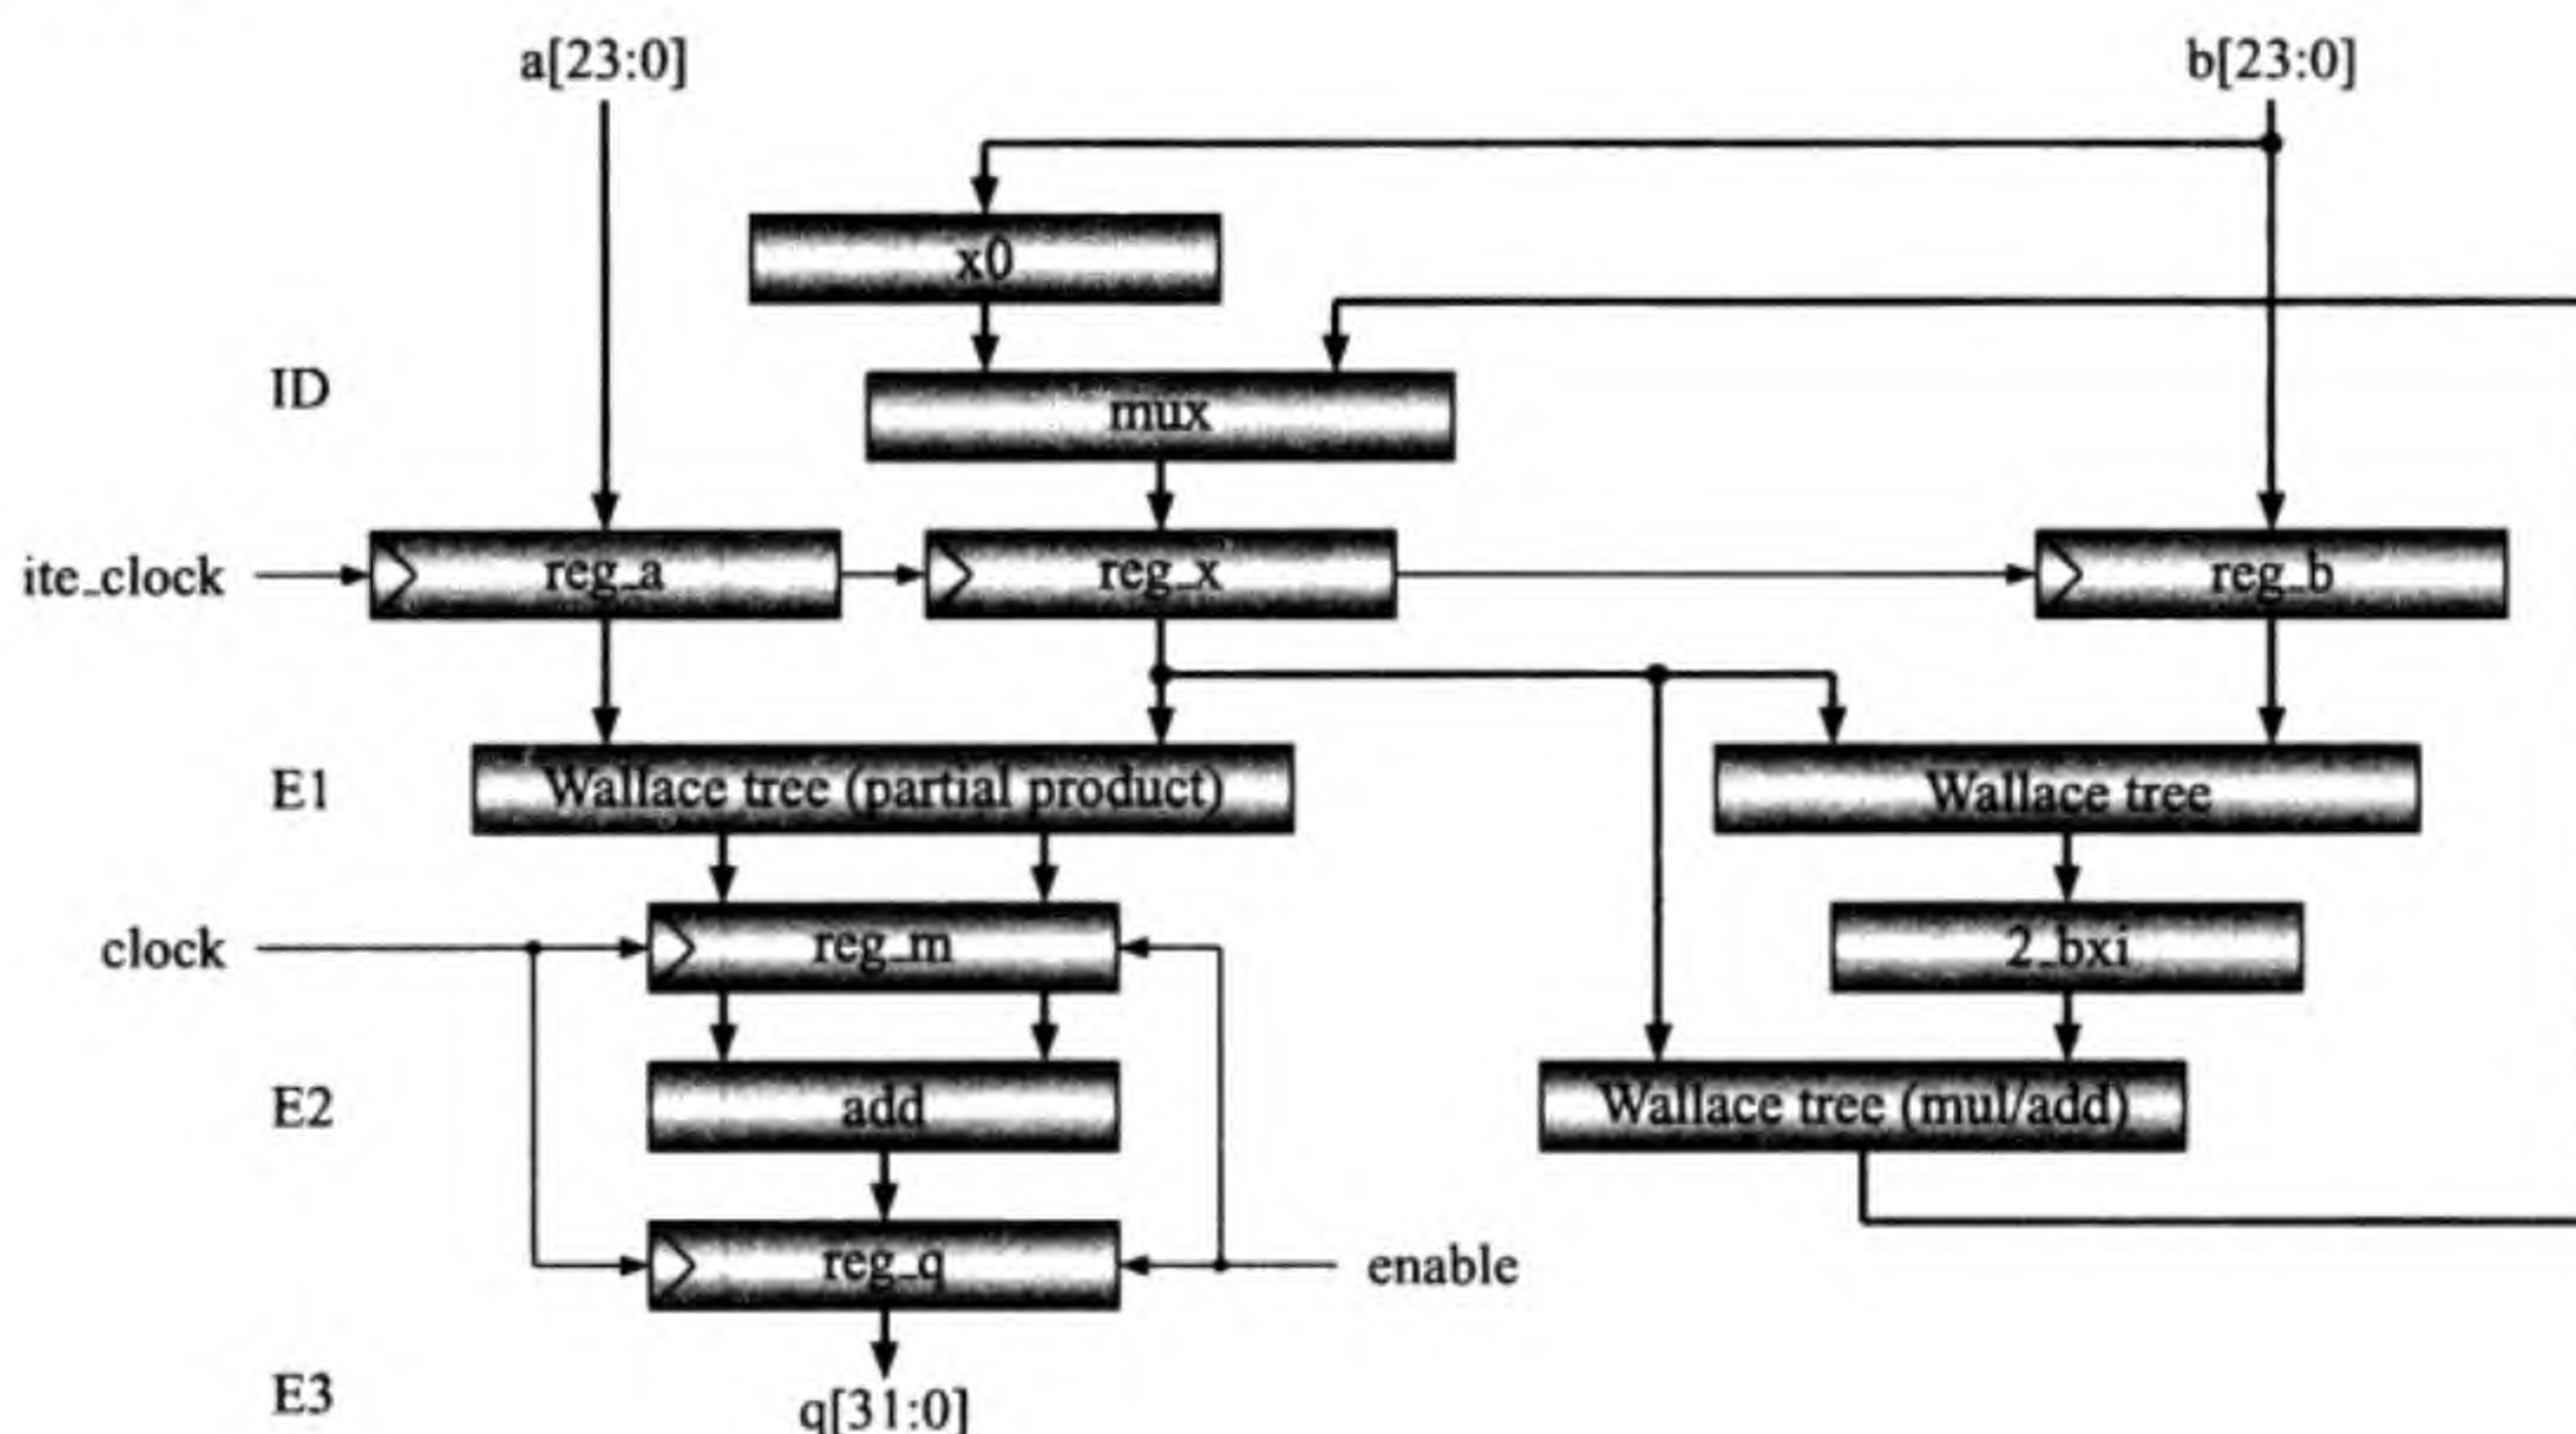 a[23:0]
b[23:0]
x0
ID
mux
ite_clock
reg_a
reg_x
reg_b
E1
Wallace tree (partial product)
Wallace tree
clock
reg_m
2_bxi
E2
add
Wallace tree (mul/add)
reg_q
enable
E3
q[31:0]